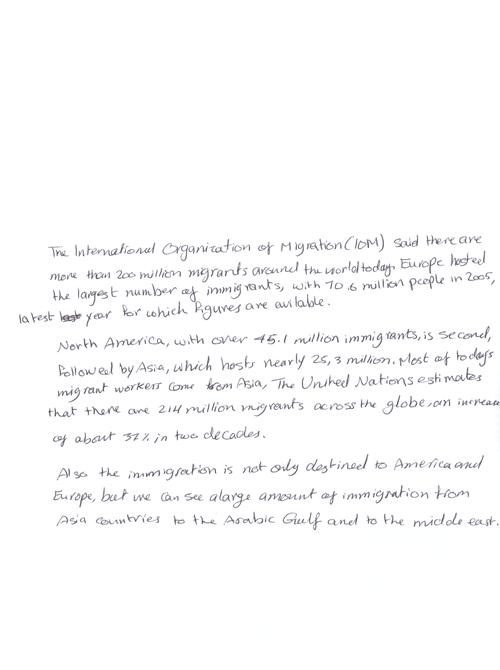 The International Organization of Migration (IOM) said there are
more than 200 million migrants around the world today. Europe hosted
the largest number of immigrants, with 70.6 million people in 2005,
latest year for which figures are avilable.
North America, with over 45.1 million immigrants, is second,
followed by Asia, which hosts nearly 25,3 million. Most of todays
migrant workers come from Asia, The United Nations estimates
that there are 214 million migrants across the globe, an increase
of about 37% in two decades.
Also the immigration is not only destined to America and
Europe, but we can see a large amount of immigration from
Asia countries to the Arabic Gulf and to the middle east.